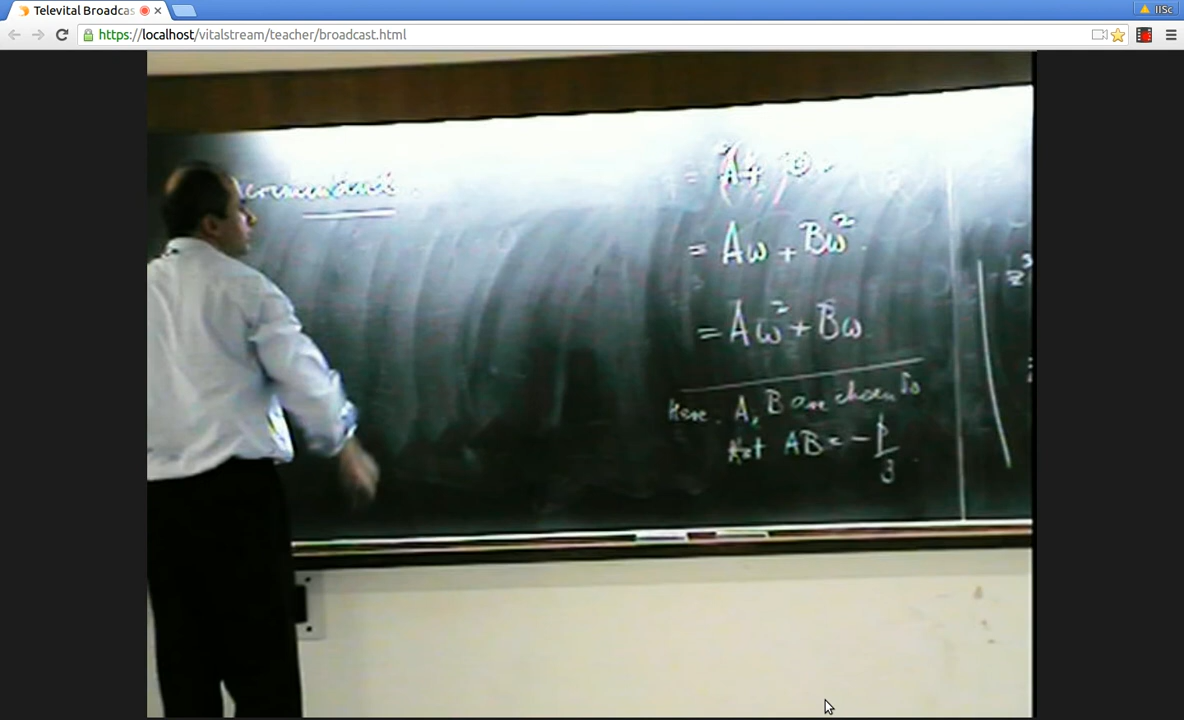 Televital Broadcas
IISc
https://localhost/vitalstream/teacher/broadcast.html
= Aω + Bω².
= Aω² + Bω.
Here. A, B are chosen so
that AB = -p/3.